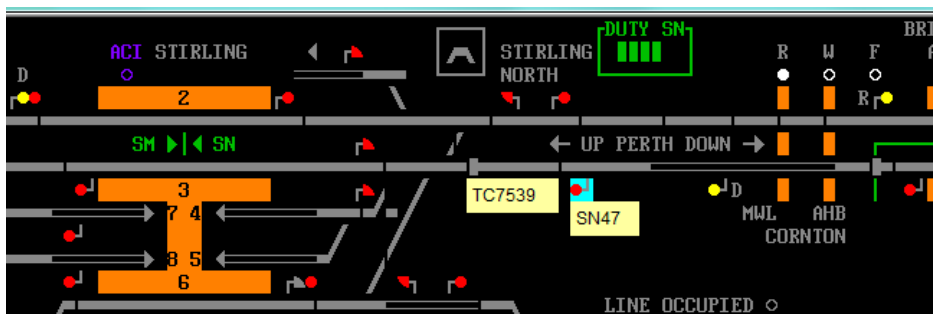 DUTY SN
BRI
ACI STIRLING
STIRLING
NORTH
R W F
D
2
R
SM SN
← UP PERTH DOWN →
3
TC7539
SN47
D
7 4
MWL AHB
CORNTON
8 5
6
LINE OCCUPIED